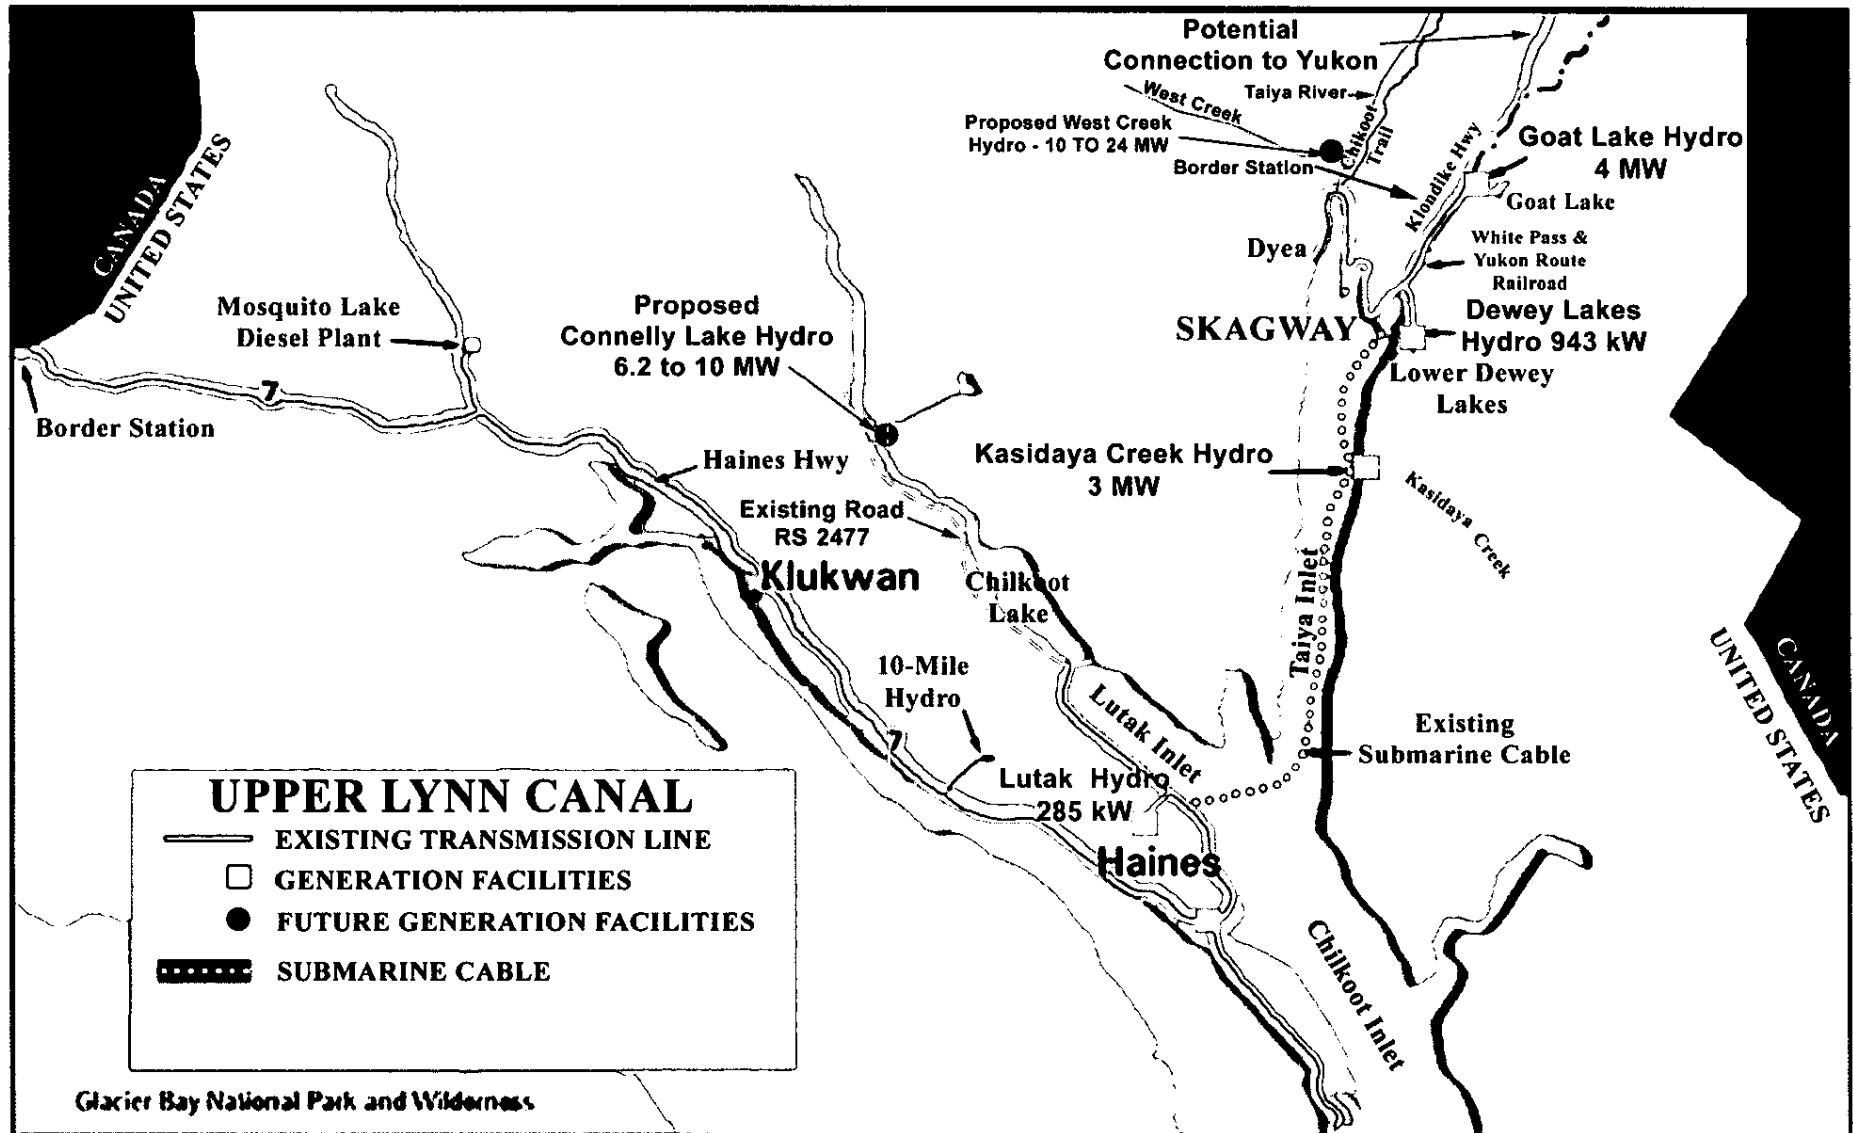 Potential
Connection to Yukon
Taiya River
West Creek
Proposed West Creek
Hydro - 10 TO 24 MW
Border Station
Chilkoot
Trail
Klondike Hwy
Goat Lake Hydro
4 MW
Goat Lake
White Pass &
Yukon Route
Railroad
Dyea
SKAGWAY
Dewey Lakes
Hydro 943 kW
Lower Dewey
Lakes
CANADA
UNITED STATES
Mosquito Lake
Diesel Plant
7
Border Station
Proposed
Connelly Lake Hydro
6.2 to 10 MW
H
Haines Hwy
Kasidaya Creek Hydro
3 MW
Kasidaya Creek
Existing Road
RS 2477
Klukwan
Chilkoot
Lake
Taiya Inlet
10-Mile
Hydro
7
Lutak Inlet
Lutak Hydro
285 kW
Existing
Submarine Cable
CANADA
UNITED STATES
Haines
Chilkoot Inlet
UPPER LYNN CANAL
EXISTING TRANSMISSION LINE
GENERATION FACILITIES
FUTURE GENERATION FACILITIES
SUBMARINE CABLE
Glacier Bay National Park and Wilderness